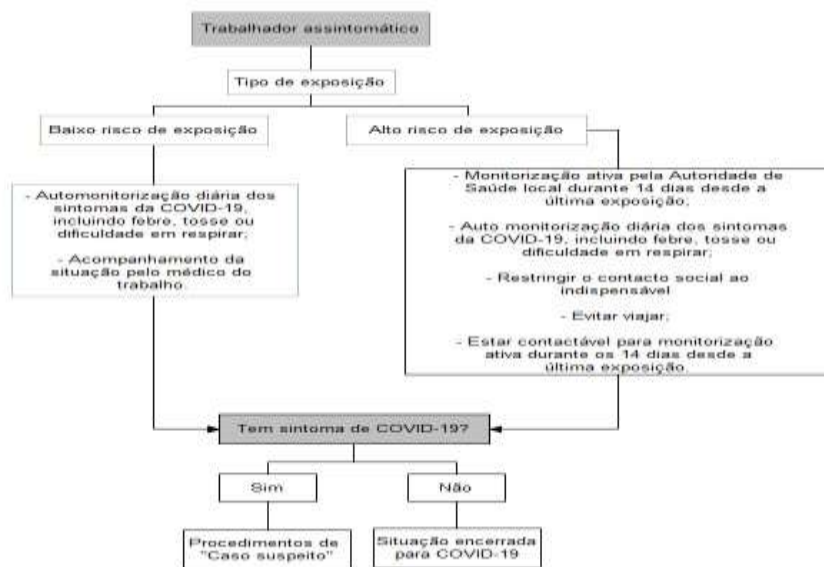 Trabalhador assintomático
Tipo de exposição
Baixo risco de exposição
Alto risco de exposição
- Automonitorização diária dos
sintomas da COVID-19,
incluindo febre, tosse ou
dificuldade em respirar;
- Acompanhamento da
situação pelo médico do
trabalho.
- Monitorização ativa pela Autoridade de
Saúde local durante 14 dias desde a
última exposição;
- Auto monitorização diária dos sintomas
da COVID-19, incluindo febre, tosse ou
dificuldade em respirar;
- Restringir o contacto social ao
indispensável
- Evitar viajar;
- Estar contactável para monitorização
ativa durante os 14 dias desde a
última exposição.
Tem sintoma de COVID-19?
Sim
Não
Procedimentos de
"Caso suspeito"
Situação encerrada
para COVID-19